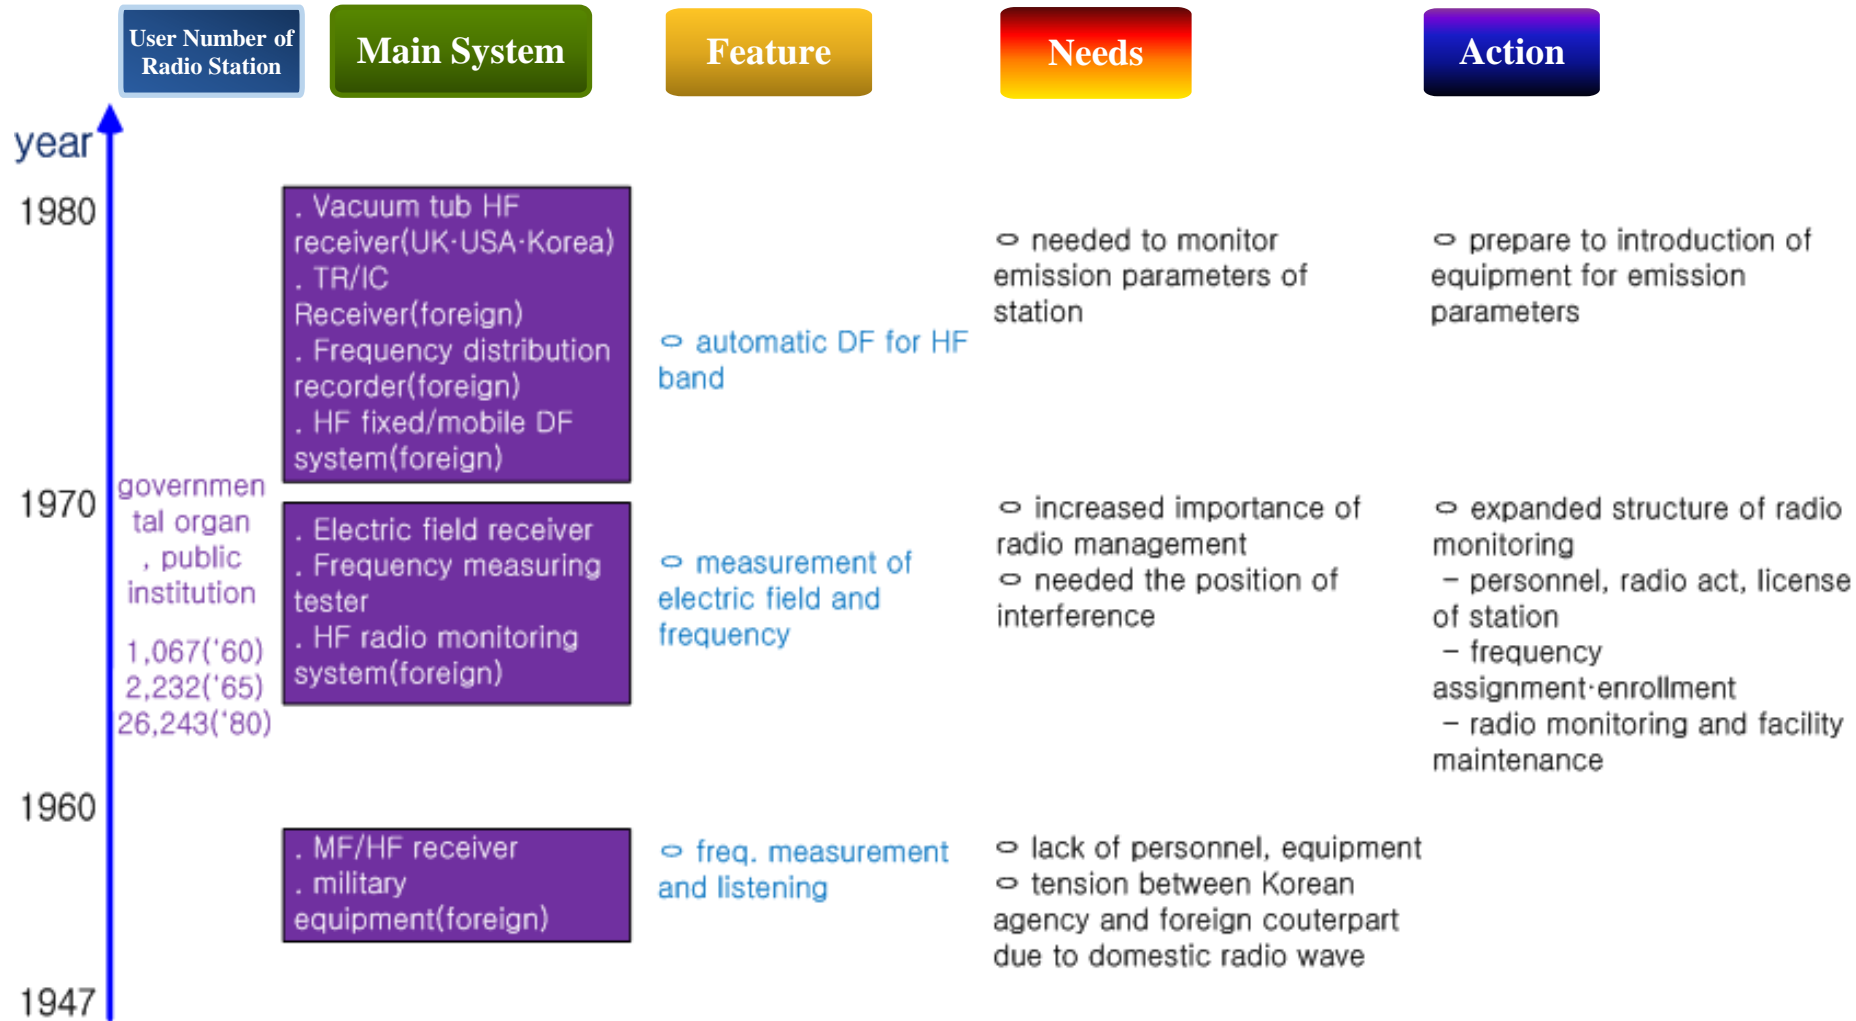 User Number of
Radio Station
Main System
Feature
Needs
Action
year
1980
. Vacuum tub HF
receiver(UK·USA·Korea)
. TR/IC
Receiver(foreign)
. Frequency distribution
recorder(foreign)
. HF fixed/mobile DF
system(foreign)
○ automatic DF for HF
band
○ needed to monitor
emission parameters of
station
○ prepare to introduction of
equipment for emission
parameters
1970
governmen
tal organ
, public
institution
1,067('60)
2,232('65)
26,243('80)
. Electric field receiver
. Frequency measuring
tester
. HF radio monitoring
system(foreign)
○ measurement of
electric field and
frequency
○ increased importance of
radio management
○ needed the position of
interference
○ expanded structure of radio
monitoring
- personnel, radio act, license
of station
- frequency
assignment·enrollment
- radio monitoring and facility
maintenance
1960
. MF/HF receiver
. military
equipment(foreign)
○ freq. measurement
and listening
○ lack of personnel, equipment
○ tension between Korean
agency and foreign couterpart
due to domestic radio wave
1947